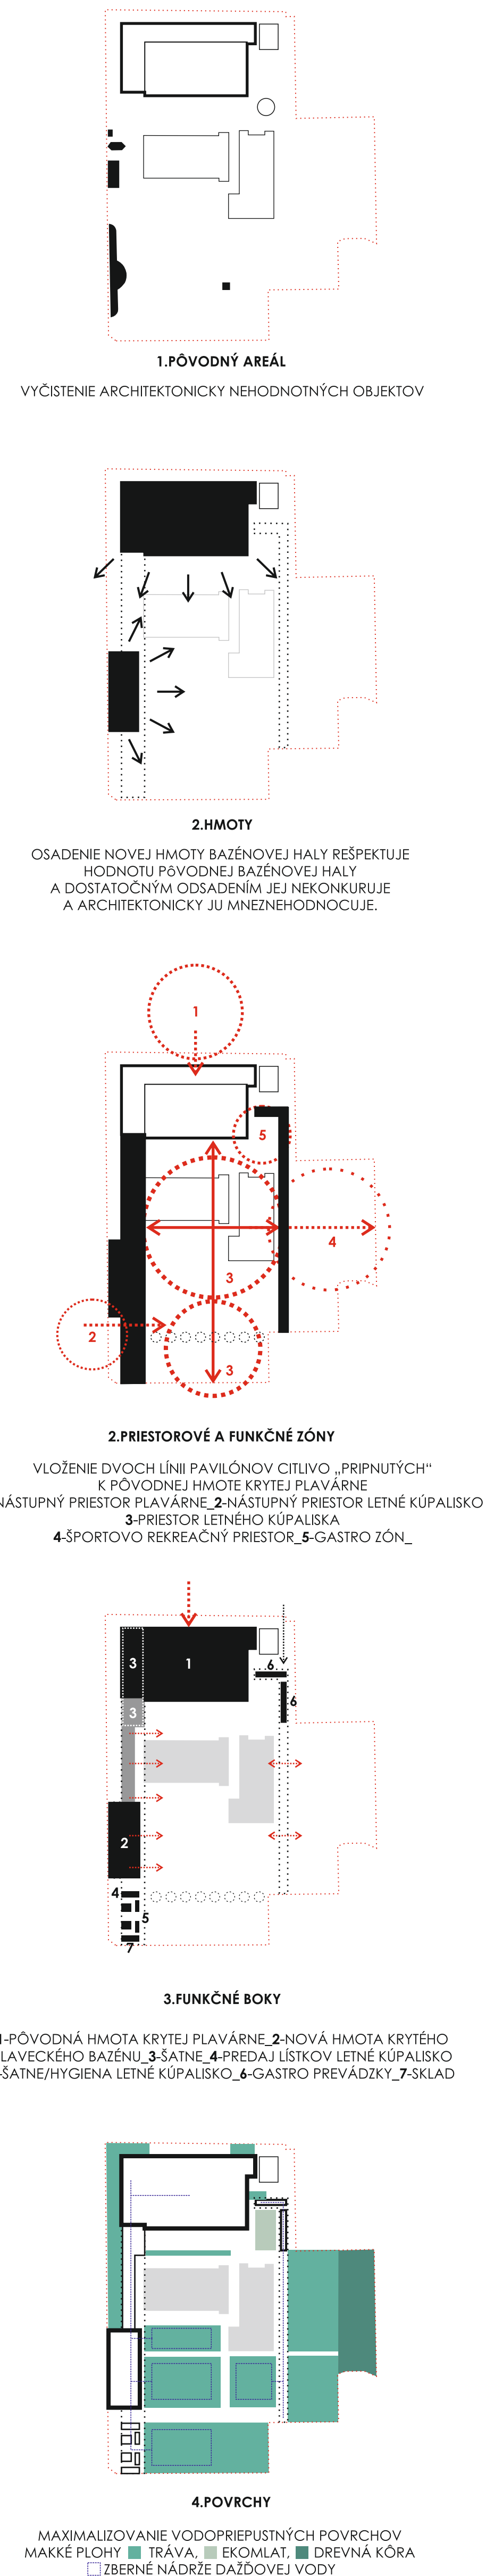 1.PÔVODNÝ AREÁL
VYČISTENIE ARCHITEKTONICKY NEHODNOTNÝCH OBJEKTOV
2.HMOTY
OSADENIE NOVEJ HMOTY BAZÉNOVEJ HALY REŠPEKTUJE
HODNOTU PôVODNEJ BAZÉNOVEJ HALY
A DOSTATOČNÝM ODSADENÍM JEJ NEKONKURUJE
A ARCHITEKTONICKY JU MNEZNEHODNOCUJE.
1
5
4
3
2
3
2.PRIESTOROVÉ A FUNKČNÉ ZÓNY
VLOŽENIE DVOCH LÍNII PAVILÓNOV CITLIVO „PRIPNUTÝCH“
K PÔVODNEJ HMOTE KRYTEJ PLAVÁRNE
NÁSTUPNÝ PRIESTOR PLAVÁRNE_2-NÁSTUPNÝ PRIESTOR LETNÉ KÚPALISKO
3-PRIESTOR LETNÉHO KÚPALISKA
4-ŠPORTOVO REKREAČNÝ PRIESTOR_5-GASTRO ZÓN_
3
1
6
3
6
2
4
5
7
3.FUNKČNÉ BOKY
1-PÔVODNÁ HMOTA KRYTEJ PLAVÁRNE_2-NOVÁ HMOTA KRYTÉHO
LAVECKÉHO BAZÉNU_3-ŠATNE_4-PREDAJ LÍSTKOV LETNÉ KÚPALISKO
-ŠATNE/HYGIENA LETNÉ KÚPALISKO_6-GASTRO PREVÁDZKY_7-SKLAD
4.POVRCHY
MAXIMALIZOVANIE VODOPRIEPUSTNÝCH POVRCHOV
MAKKÉ PLOHY TRÁVA, EKOMLAT, DREVNÁ KÔRA
ZBERNÉ NÁDRŽE DAŽĎOVEJ VODY